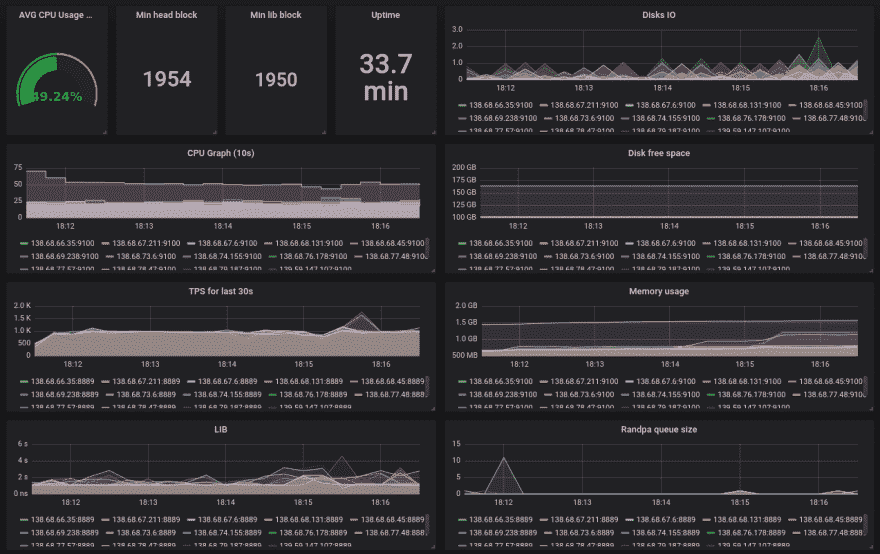 AVG CPU Usage ...
49.24%
Min head block
1954
Min lib block
1950
Uptime
33.7
min
Disks IO
3.0
2.0
1.0
0
18:12 18:13 18:14 18:15 18:16
138.68.66.35:9100 138.68.67.211:9100 138.68.67.6:9100 138.68.68.131:9100 138.68.68.45:9100
138.68.69.238:9100 138.68.73.6:9100 138.68.74.155:9100 138.68.76.178:9100 138.68.77.48:9100
138.68.77.57:9100 138.68.78.47:9100 138.68.79.187:9100 139.59.147.107:9100
CPU Graph (10s)
75
50
25
0
18:12 18:13 18:14 18:15 18:16
138.68.66.35:9100 138.68.67.211:9100 138.68.67.6:9100 138.68.68.131:9100 138.68.68.45:9100
138.68.69.238:9100 138.68.73.6:9100 138.68.74.155:9100 138.68.76.178:9100 138.68.77.48:9100
138.68.77.57:9100 138.68.78.47:9100 138.68.79.187:9100 139.59.147.107:9100
Disk free space
200 GB
175 GB
150 GB
125 GB
100 GB
18:12 18:13 18:14 18:15 18:16
138.68.66.35:9100 138.68.67.211:9100 138.68.67.6:9100 138.68.68.131:9100 138.68.68.45:9100
138.68.69.238:9100 138.68.73.6:9100 138.68.74.155:9100 138.68.76.178:9100 138.68.77.48:9100
138.68.77.57:9100 138.68.78.47:9100 138.68.79.187:9100 139.59.147.107:9100
TPS for last 30s
2.0 K
1.5 K
1.0 K
500
0
18:12 18:13 18:14 18:15 18:16
138.68.66.35:8889 138.68.67.211:8889 138.68.67.6:8889 138.68.68.131:8889 138.68.68.45:8889
138.68.69.238:8889 138.68.73.6:8889 138.68.74.155:8889 138.68.76.178:8889 138.68.77.48:8889
138.68.77.57:8889 138.68.78.47:8889 138.68.79.187:8889 139.59.147.107:8889
Memory usage
2.0 GB
1.5 GB
1.0 GB
500 MB
18:12 18:13 18:14 18:15 18:16
138.68.66.35:9100 138.68.67.211:9100 138.68.67.6:9100 138.68.68.131:9100 138.68.68.45:9100
138.68.69.238:9100 138.68.73.6:9100 138.68.74.155:9100 138.68.76.178:9100 138.68.77.48:9100
138.68.77.57:9100 138.68.78.47:9100 138.68.79.187:9100 139.59.147.107:9100
LIB
6 s
4 s
2 s
0 ns
18:12 18:13 18:14 18:15 18:16
138.68.66.35:8889 138.68.67.211:8889 138.68.67.6:8889 138.68.68.131:8889 138.68.68.45:8889
138.68.69.238:8889 138.68.73.6:8889 138.68.74.155:8889 138.68.76.178:8889 138.68.77.48:8889
138.68.77.57:8889 138.68.78.47:8889 138.68.79.187:8889 139.59.147.107:8889
Randpa queue size
15
10
5
0
18:12 18:13 18:14 18:15 18:16
138.68.66.35:8889 138.68.67.211:8889 138.68.67.6:8889 138.68.68.131:8889 138.68.68.45:8889
138.68.69.238:8889 138.68.73.6:8889 138.68.74.155:8889 138.68.76.178:8889 138.68.77.48:8889
138.68.77.57:8889 138.68.78.47:8889 138.68.79.187:8889 139.59.147.107:8889